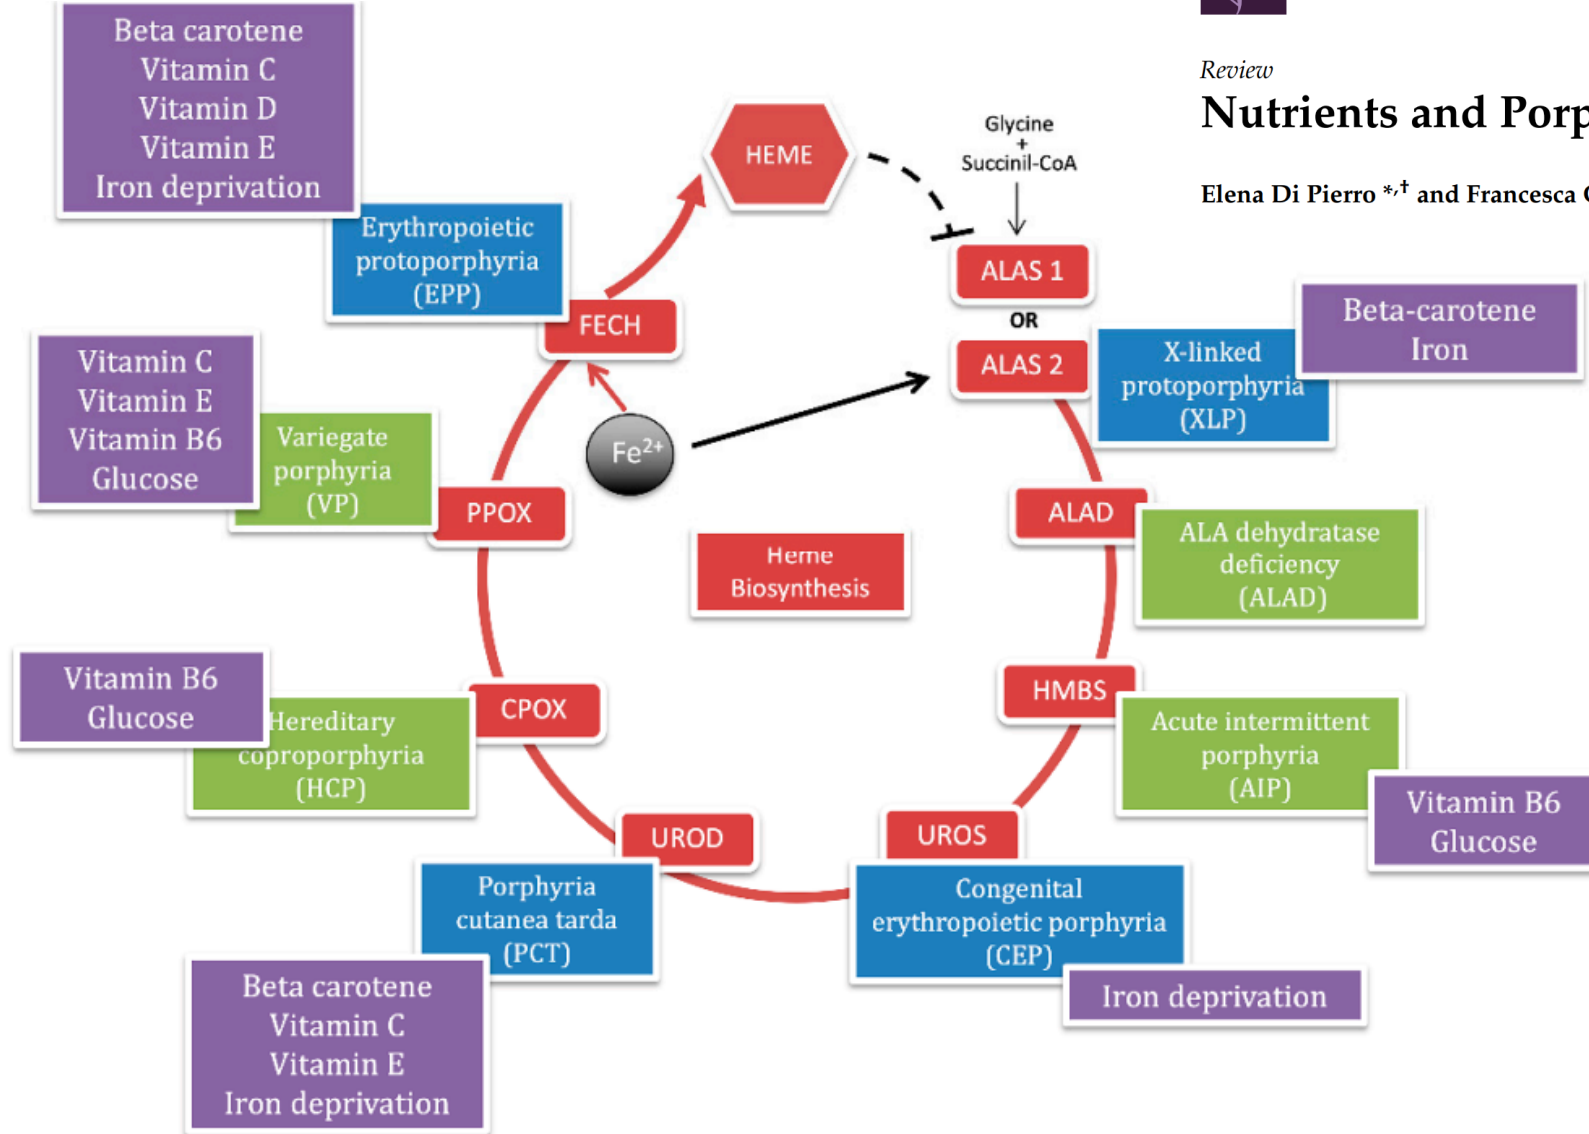 Review
Nutrients and Porp
Elena Di Pierro *,† and Francesca
Beta carotene
Vitamin C
Vitamin D
Vitamin E
Iron deprivation
Erythropoietic
protoporphyria
(EPP)
FECH
HEME
Glycine
+
Succinil-CoA
ALAS 1
OR
ALAS 2
X-linked
protoporphyria
(XLP)
Beta-carotene
Iron
Vitamin C
Vitamin E
Vitamin B6
Glucose
Variegate
porphyria
(VP)
PPOX
Fe2+
Heme
Biosynthesis
ALAD
ALA dehydratase
deficiency
(ALAD)
HMBS
Acute intermittent
porphyria
(AIP)
Vitamin B6
Glucose
Vitamin B6
Glucose
Hereditary
coproporphyria
(HCP)
CPOX
UROD
Porphyria
cutanea tarda
(PCT)
Beta carotene
Vitamin C
Vitamin E
Iron deprivation
UROS
Congenital
erythropoietic porphyria
(CEP)
Iron deprivation